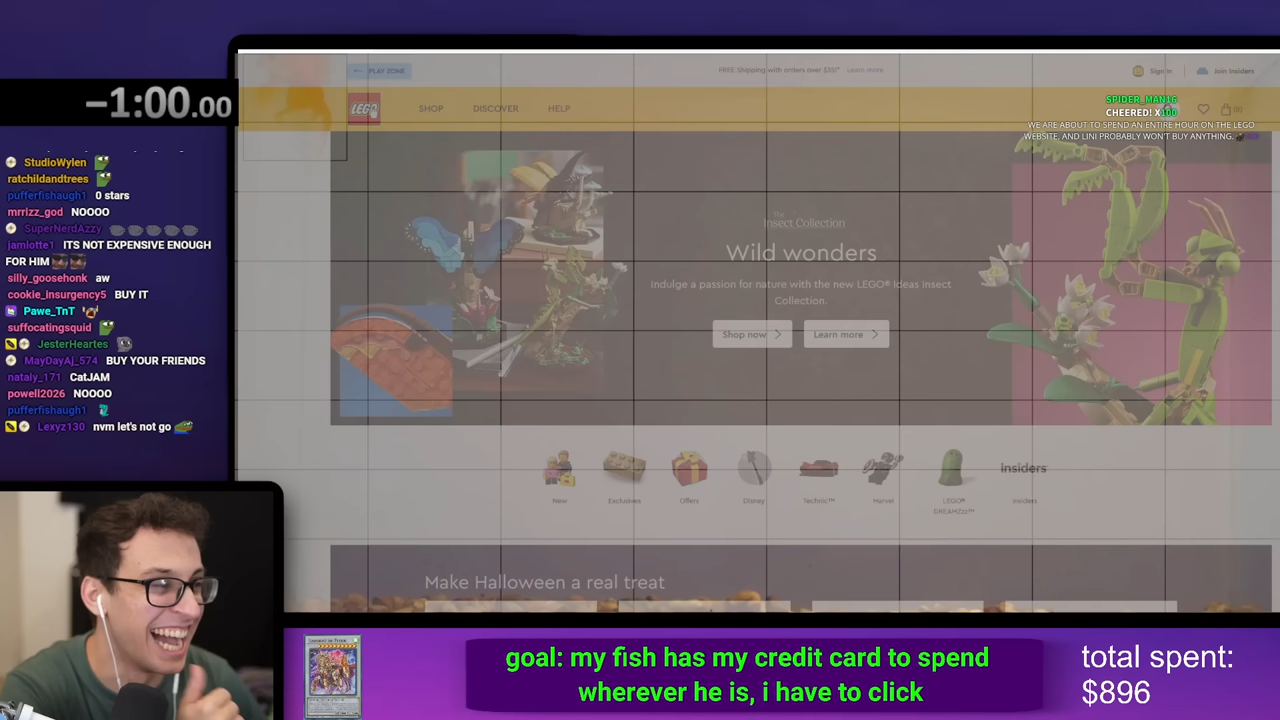 −1:00.00
StudioWylen
ratchildandtrees
pufferfishaugh1 0 stars
mrrizz_god NOOOO
SuperNerdAzzy
jamlotte1 ITS NOT EXPENSIVE ENOUGH
FOR HIM
silly_goosehonk aw
cookie_insurgency5 BUY IT
Pawe_TnT
suffocatingsquid
JesterHeartes
MayDayAj_574 BUY YOUR FRIENDS
nataly_171 CatJAM
powell2026 NOOOO
pufferfishaugh1
Lexyz130 nvm let's not go
PLAY ZONE
FREE Shipping with orders over $35!* Learn more
Sign In
Join Insiders
LEGO
SHOP DISCOVER HELP
SPIDER_MAN16
CHEERED! X100
WE ARE ABOUT TO SPEND AN ENTIRE HOUR ON THE LEGO
WEBSITE, AND LINI PROBABLY WON'T BUY ANYTHING.
The
Insect Collection
Wild wonders
Indulge a passion for nature with the new LEGO® Ideas Insect
Collection.
Shop now
Learn more
insiders
New
Exclusives
Offers
Disney
Technic™
Marvel
LEGO®
DREAMZzz™
Insiders
Make Halloween a real treat
goal: my fish has my credit card to spend
wherever he is, i have to click
total spent:
$896